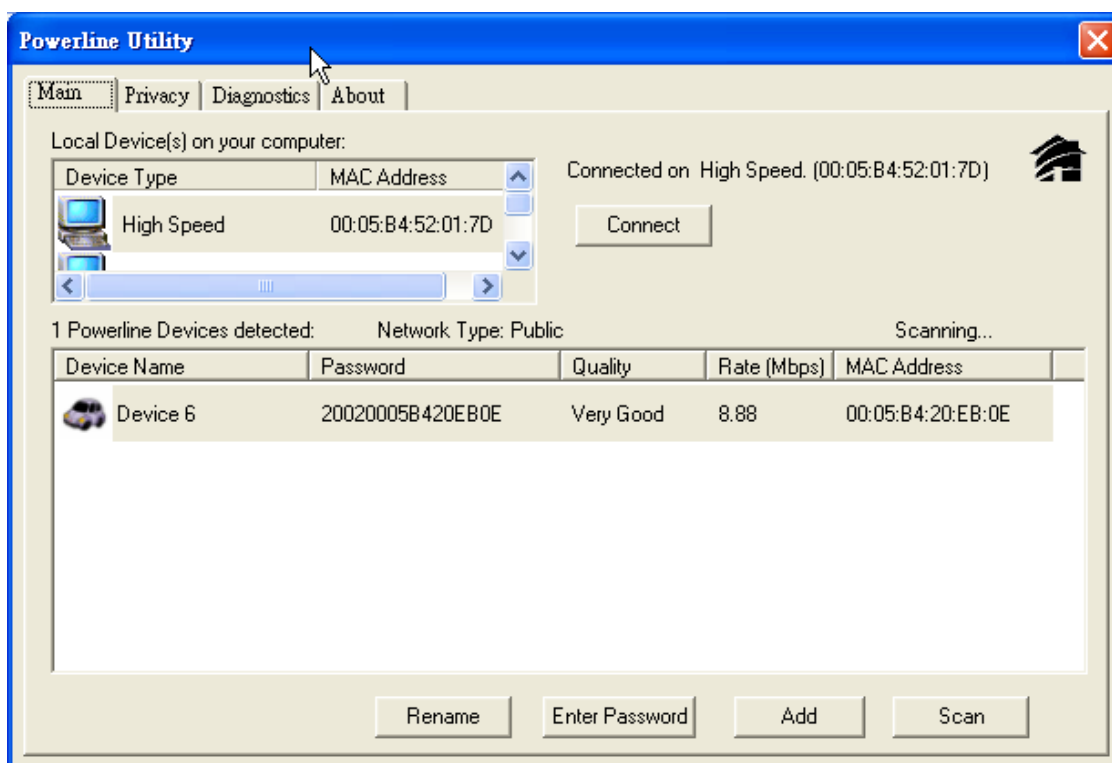 Powerline Utility
Main Privacy Diagnostics About
Local Device(s) on your computer:
Device Type MAC Address
High Speed 00:05:B4:52:01:7D
Connected on High Speed. (00:05:B4:52:01:7D)
Connect
1 Powerline Devices detected: Network Type: Public Scanning...
Device Name Password Quality Rate (Mbps) MAC Address
Device 6 20020005B420EB0E Very Good 8.88 00:05:B4:20:EB:0E
Rename Enter Password Add Scan